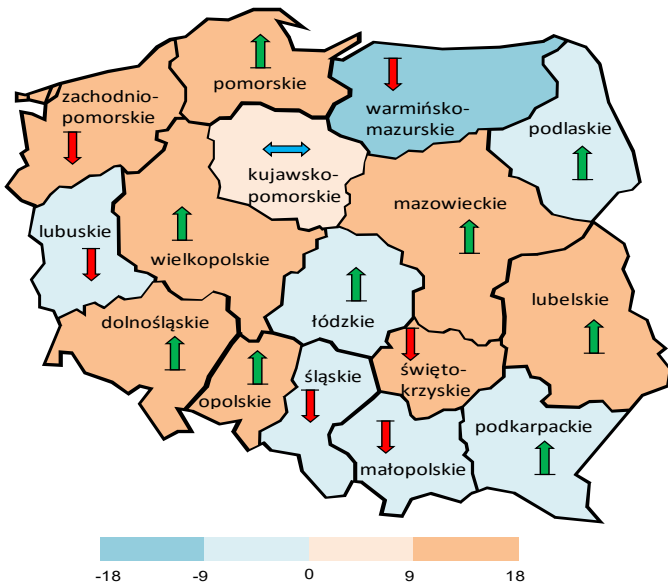 pomorskie
zachodnio-
pomorskie
warmińsko-
mazurskie
podlaskie
kujawsko-
pomorskie
mazowieckie
lubuskie
wielkopolskie
lubelskie
dolnośląskie
łódzkie
opolskie
śląskie
święto-
krzyskie
podkarpackie
małopolskie
-18 -9 0 9 18